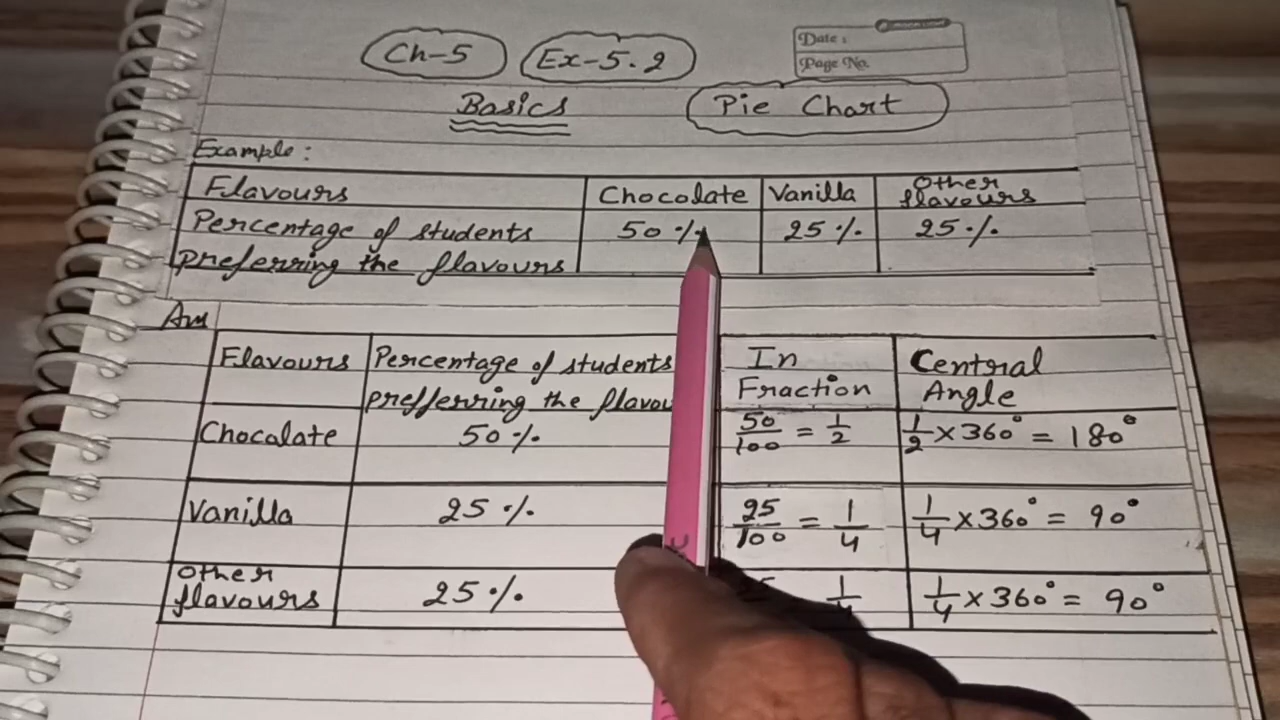 Ch-5 Ex-5.2
Date :
Page No.
Basics Pie Chart
Example :
Flavours Chocolate Vanilla Other flavours
Percentage of students preferring the flavours 50% 25% 25%
Ans
Flavours Percentage of students prefferring the flavou In Fraction Central Angle
Chocolate 50% 50/100 = 1/2 1/2 × 360° = 180°
Vanilla 25% 25/100 = 1/4 1/4 × 360° = 90°
Other flavours 25% 1/4 1/4 × 360° = 90°